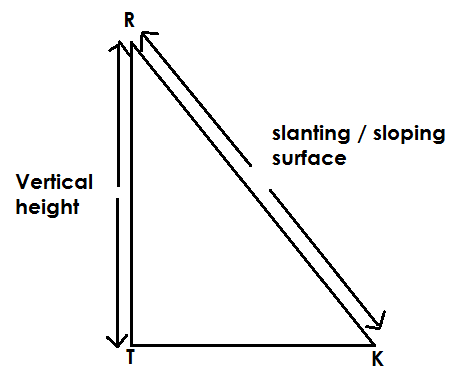 R
slanting / sloping
surface
Vertical
height
T
K